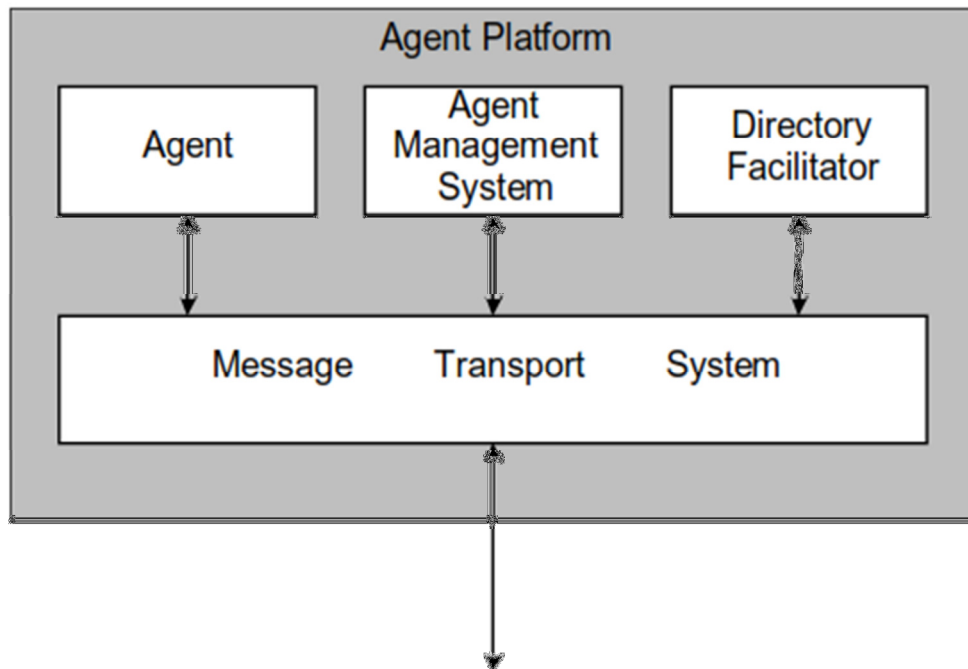 Agent Platform
Agent
Agent
Management
System
Directory
Facilitator
Message Transport System